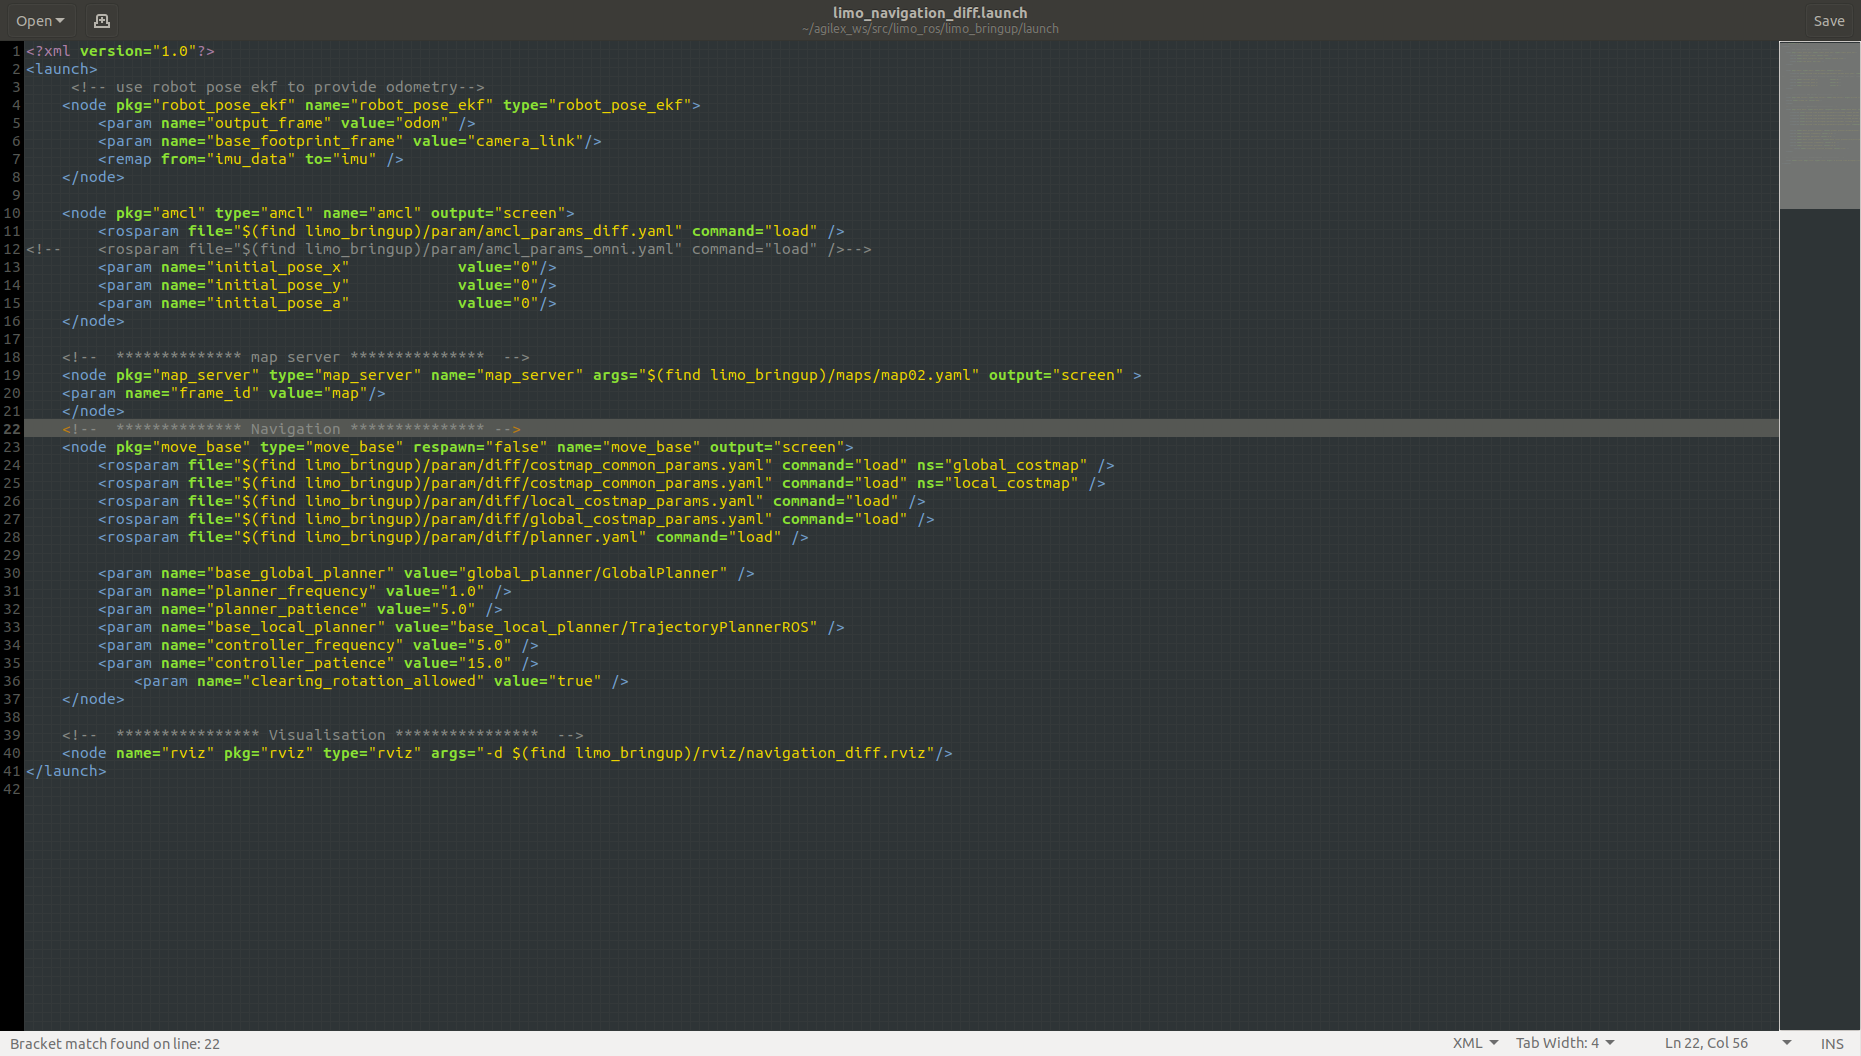 Open
limo_navigation_diff.launch
~/agilex_ws/src/limo_ros/limo_bringup/launch
Save
1 <?xml version="1.0"?>
2 <launch>
3      <!-- use robot pose ekf to provide odometry-->
4     <node pkg="robot_pose_ekf" name="robot_pose_ekf" type="robot_pose_ekf">
5         <param name="output_frame" value="odom" />
6         <param name="base_footprint_frame" value="camera_link"/>
7         <remap from="imu_data" to="imu" />
8     </node>
9
10     <node pkg="amcl" type="amcl" name="amcl" output="screen">
11         <rosparam file="$(find limo_bringup)/param/amcl_params_diff.yaml" command="load" />
12 <!--    <rosparam file="$(find limo_bringup)/param/amcl_params_omni.yaml" command="load" />-->
13         <param name="initial_pose_x"            value="0"/>
14         <param name="initial_pose_y"            value="0"/>
15         <param name="initial_pose_a"            value="0"/>
16     </node>
17
18     <!--  ************** map server ***************  -->
19     <node pkg="map_server" type="map_server" name="map_server" args="$(find limo_bringup)/maps/map02.yaml" output="screen" >
20     <param name="frame_id" value="map"/>
21     </node>
22     <!--  ************** Navigation *************** -->
23     <node pkg="move_base" type="move_base" respawn="false" name="move_base" output="screen">
24         <rosparam file="$(find limo_bringup)/param/diff/costmap_common_params.yaml" command="load" ns="global_costmap" />
25         <rosparam file="$(find limo_bringup)/param/diff/costmap_common_params.yaml" command="load" ns="local_costmap" />
26         <rosparam file="$(find limo_bringup)/param/diff/local_costmap_params.yaml" command="load" />
27         <rosparam file="$(find limo_bringup)/param/diff/global_costmap_params.yaml" command="load" />
28         <rosparam file="$(find limo_bringup)/param/diff/planner.yaml" command="load" />
29
30         <param name="base_global_planner" value="global_planner/GlobalPlanner" />
31         <param name="planner_frequency" value="1.0" />
32         <param name="planner_patience" value="5.0" />
33         <param name="base_local_planner" value="base_local_planner/TrajectoryPlannerROS" />
34         <param name="controller_frequency" value="5.0" />
35         <param name="controller_patience" value="15.0" />
36             <param name="clearing_rotation_allowed" value="true" />
37     </node>
38
39     <!--  **************** Visualisation ****************  -->
40     <node name="rviz" pkg="rviz" type="rviz" args="-d $(find limo_bringup)/rviz/navigation_diff.rviz"/>
41 </launch>
42
Bracket match found on line: 22
XML
Tab Width: 4
Ln 22, Col 56
INS